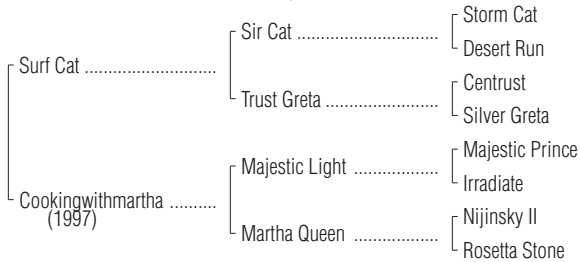 Storm Cat
Sir Cat ..............................
Desert Run
Surf Cat ............................
Centrust
Trust Greta ........................
Silver Greta
Majestic Prince
Majestic Light ..................
Irradiate
Cookingwithmartha ..........
(1997)
Nijinsky II
Martha Queen ....................
Rosetta Stone